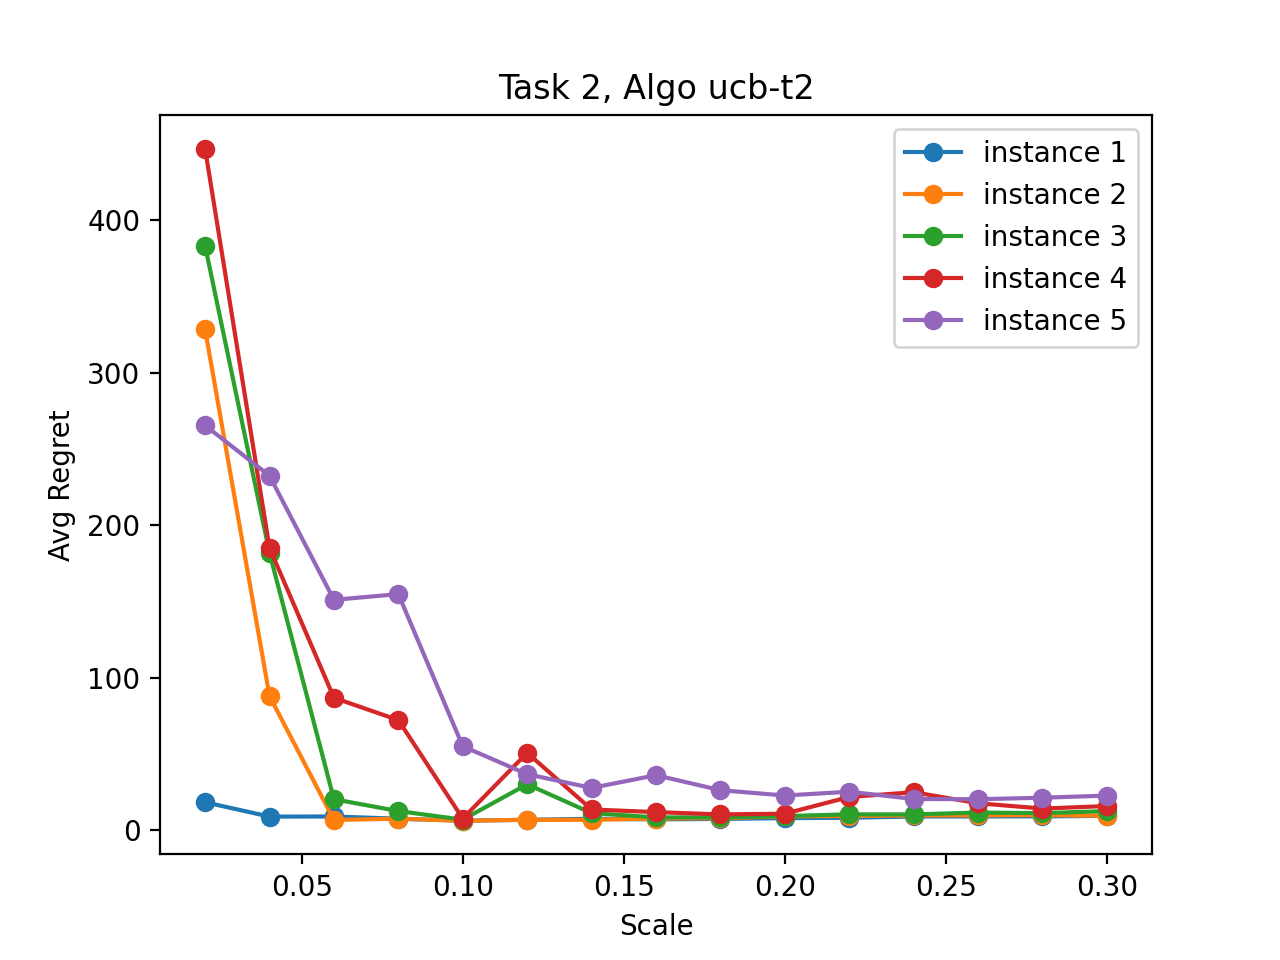 Task 2, Algo ucb-t2
instance 1
instance 2
instance 3
instance 4
instance 5
Avg Regret
400
300
200
100
0
0.05 0.10 0.15 0.20 0.25 0.30
Scale